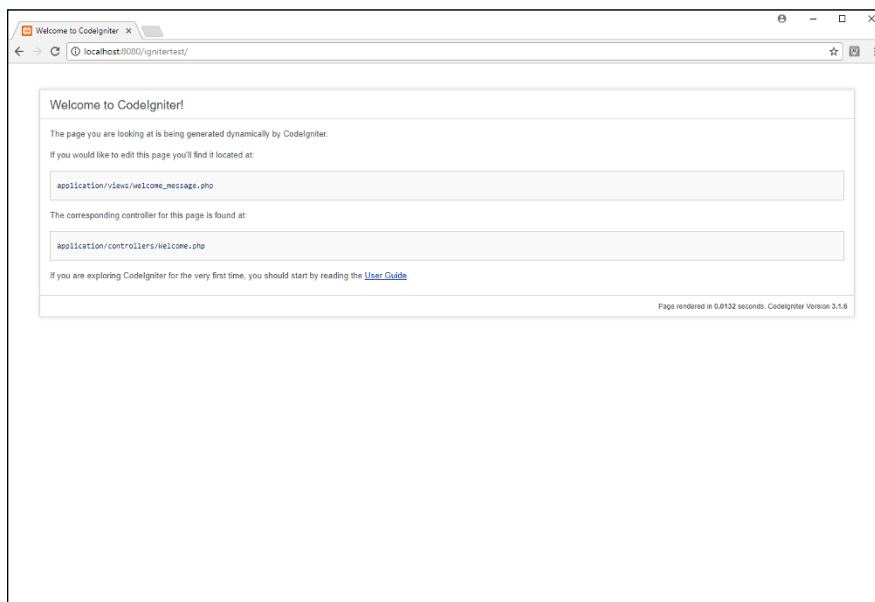 Welcome to CodeIgniter
localhost:8080/ignitertest/
Welcome to CodeIgniter!
The page you are looking at is being generated dynamically by CodeIgniter.
If you would like to edit this page you'll find it located at:
application/views/welcome_message.php
The corresponding controller for this page is found at:
application/controllers/Welcome.php
If you are exploring CodeIgniter for the very first time, you should start by reading the User Guide
Page rendered in 0.0132 seconds. CodeIgniter Version 3.1.6